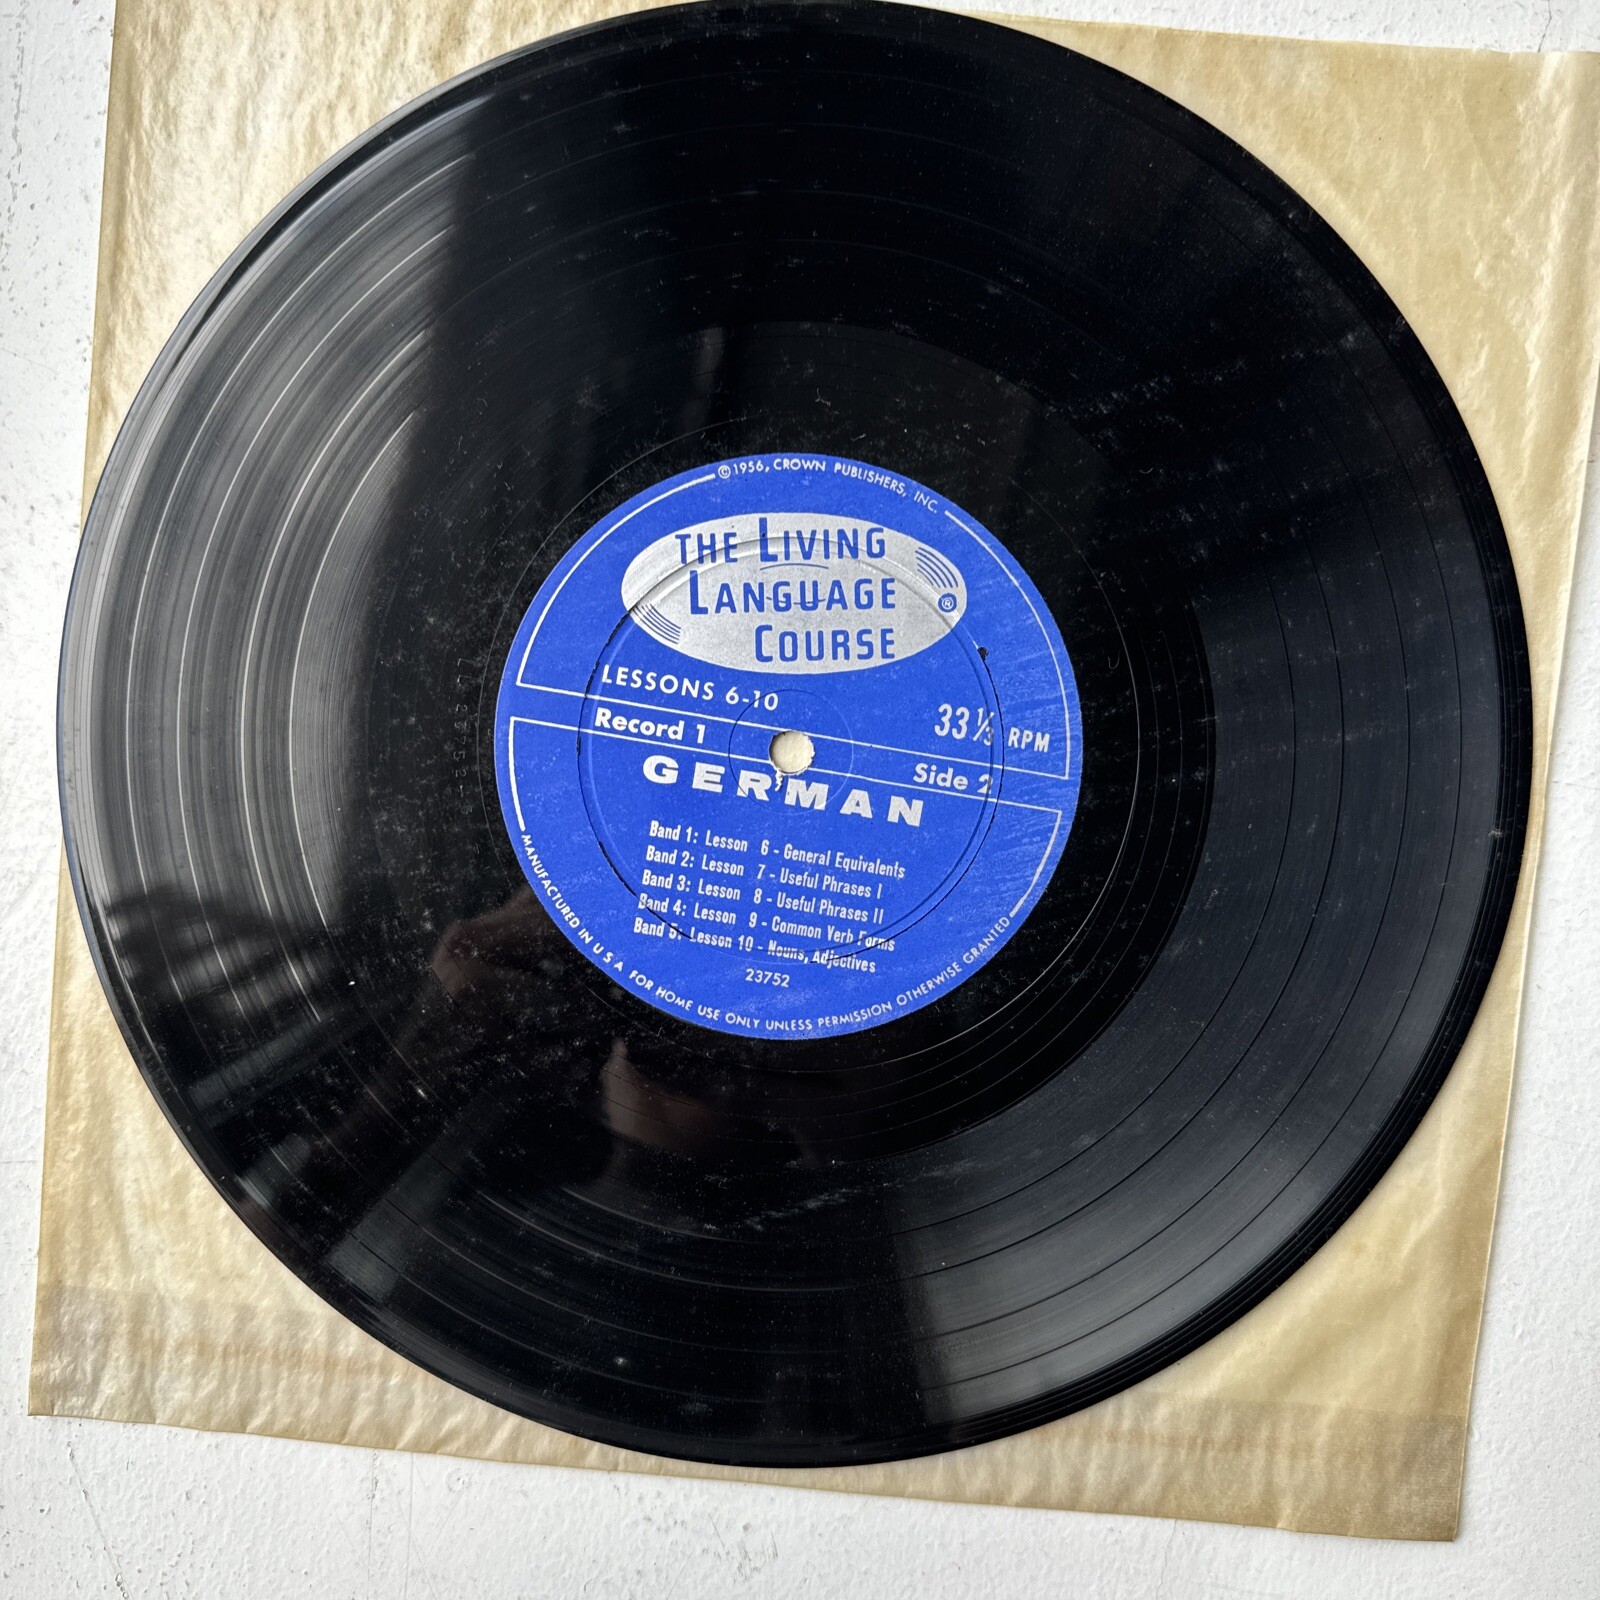 ©1956, CROWN PUBLISHERS, INC.
THE LIVING
LANGUAGE
COURSE
®
LESSONS 6-10
33 1/3 RPM
Record 1
Side 2
GERMAN
Band 1: Lesson 6 - General Equivalents
Band 2: Lesson 7 - Useful Phrases I
Band 3: Lesson 8 - Useful Phrases II
Band 4: Lesson 9 - Common Verb Forms
Band 5: Lesson 10 - Nouns, Adjectives
23752
MANUFACTURED IN U S A FOR HOME USE ONLY UNLESS PERMISSION OTHERWISE GRANTED